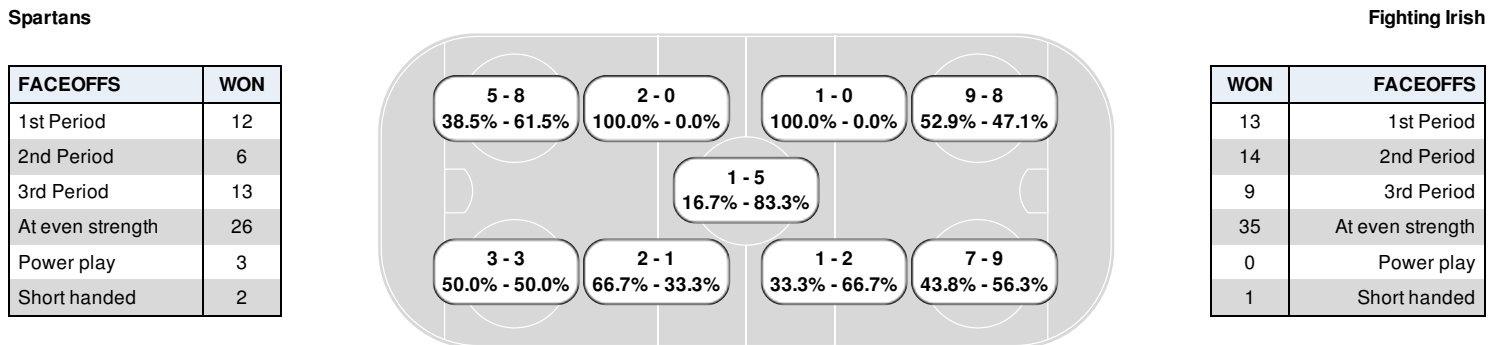 Spartans
Fighting Irish
FACEOFFS WON
1st Period 12
2nd Period 6
3rd Period 13
At even strength 26
Power play 3
Short handed 2
5 - 8
38.5% - 61.5%
2 - 0
100.0% - 0.0%
1 - 0
100.0% - 0.0%
9 - 8
52.9% - 47.1%
1 - 5
16.7% - 83.3%
3 - 3
50.0% - 50.0%
2 - 1
66.7% - 33.3%
1 - 2
33.3% - 66.7%
7 - 9
43.8% - 56.3%
WON FACEOFFS
13 1st Period
14 2nd Period
9 3rd Period
35 At even strength
0 Power play
1 Short handed